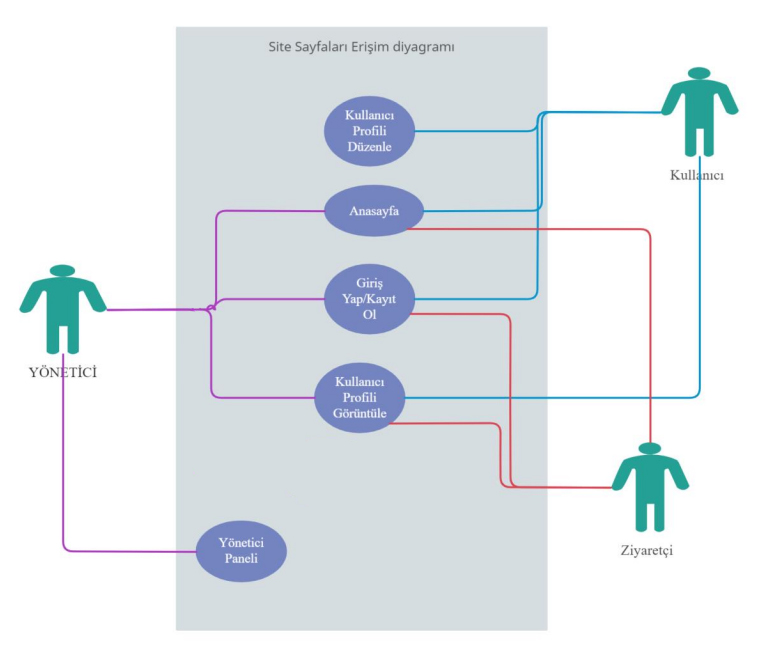 Site Sayfaları Erişim diyagramı
Kullanıcı
Profili
Düzenle
Kullanıcı
Anasayfa
Giriş
Yap/Kayıt
Ol
YÖNETİCİ
Kullanıcı
Profili
Görüntüle
Yönetici
Paneli
Ziyaretçi